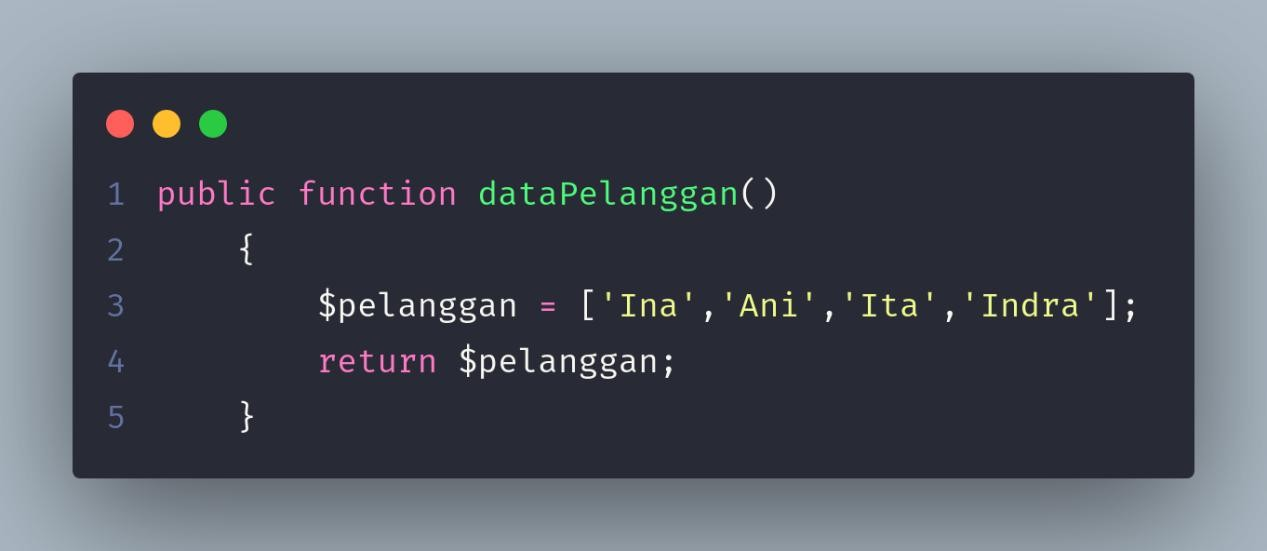 1 public function dataPelanggan()
2     {
3         $pelanggan = ['Ina','Ani','Ita','Indra'];
4         return $pelanggan;
5     }